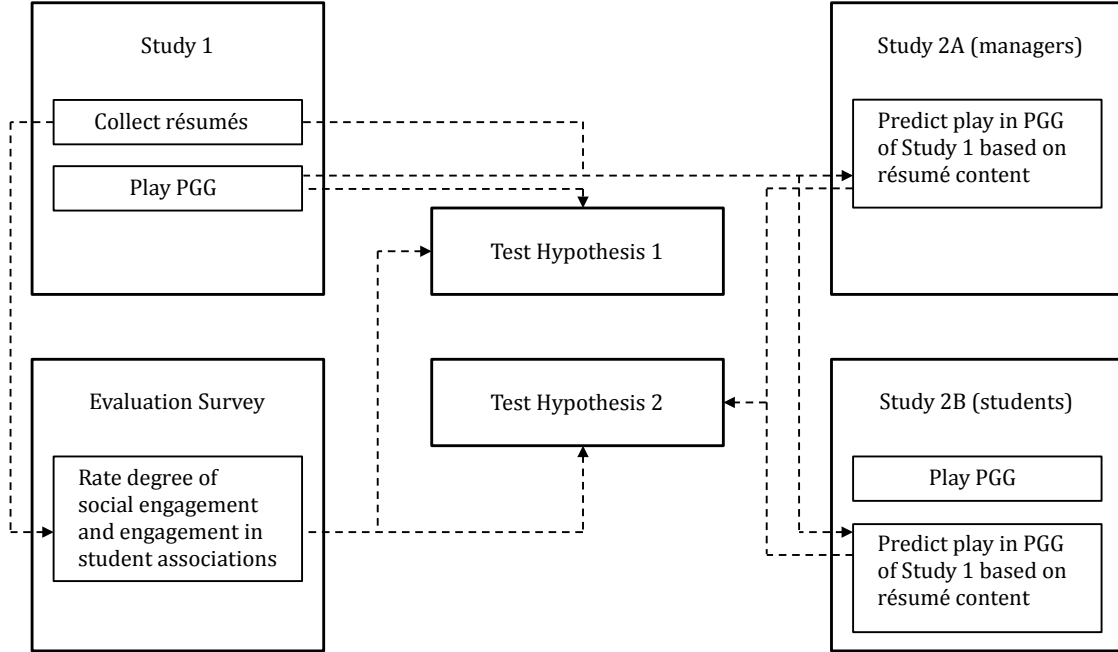 Study 1
Collect résumés
Play PGG
Study 2A (managers)
Predict play in PGG
of Study 1 based on
résumé content
Test Hypothesis 1
Evaluation Survey
Rate degree of
social engagement
and engagement in
student associations
Test Hypothesis 2
Study 2B (students)
Play PGG
Predict play in PGG
of Study 1 based on
résumé content